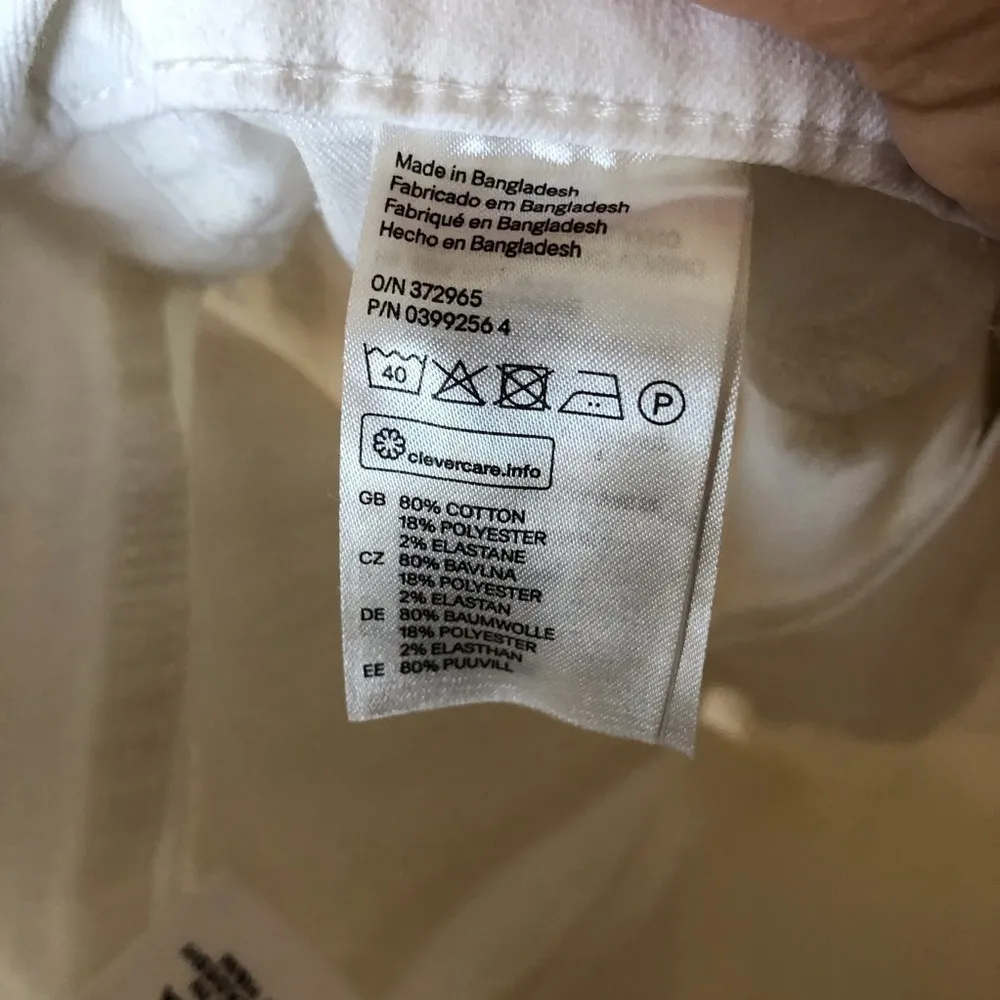 Made in Bangladesh
Fabricado em Bangladesh
Fabriqué en Bangladesh
Hecho en Bangladesh
O/N 372965
P/N 0399256 4
40
P
clevercare.info
GB 80% COTTON
18% POLYESTER
2% ELASTANE
CZ 80% BAVLNA
18% POLYESTER
2% ELASTAN
DE 80% BAUMWOLLE
18% POLYESTER
2% ELASTHAN
EE 80% PUUVILL